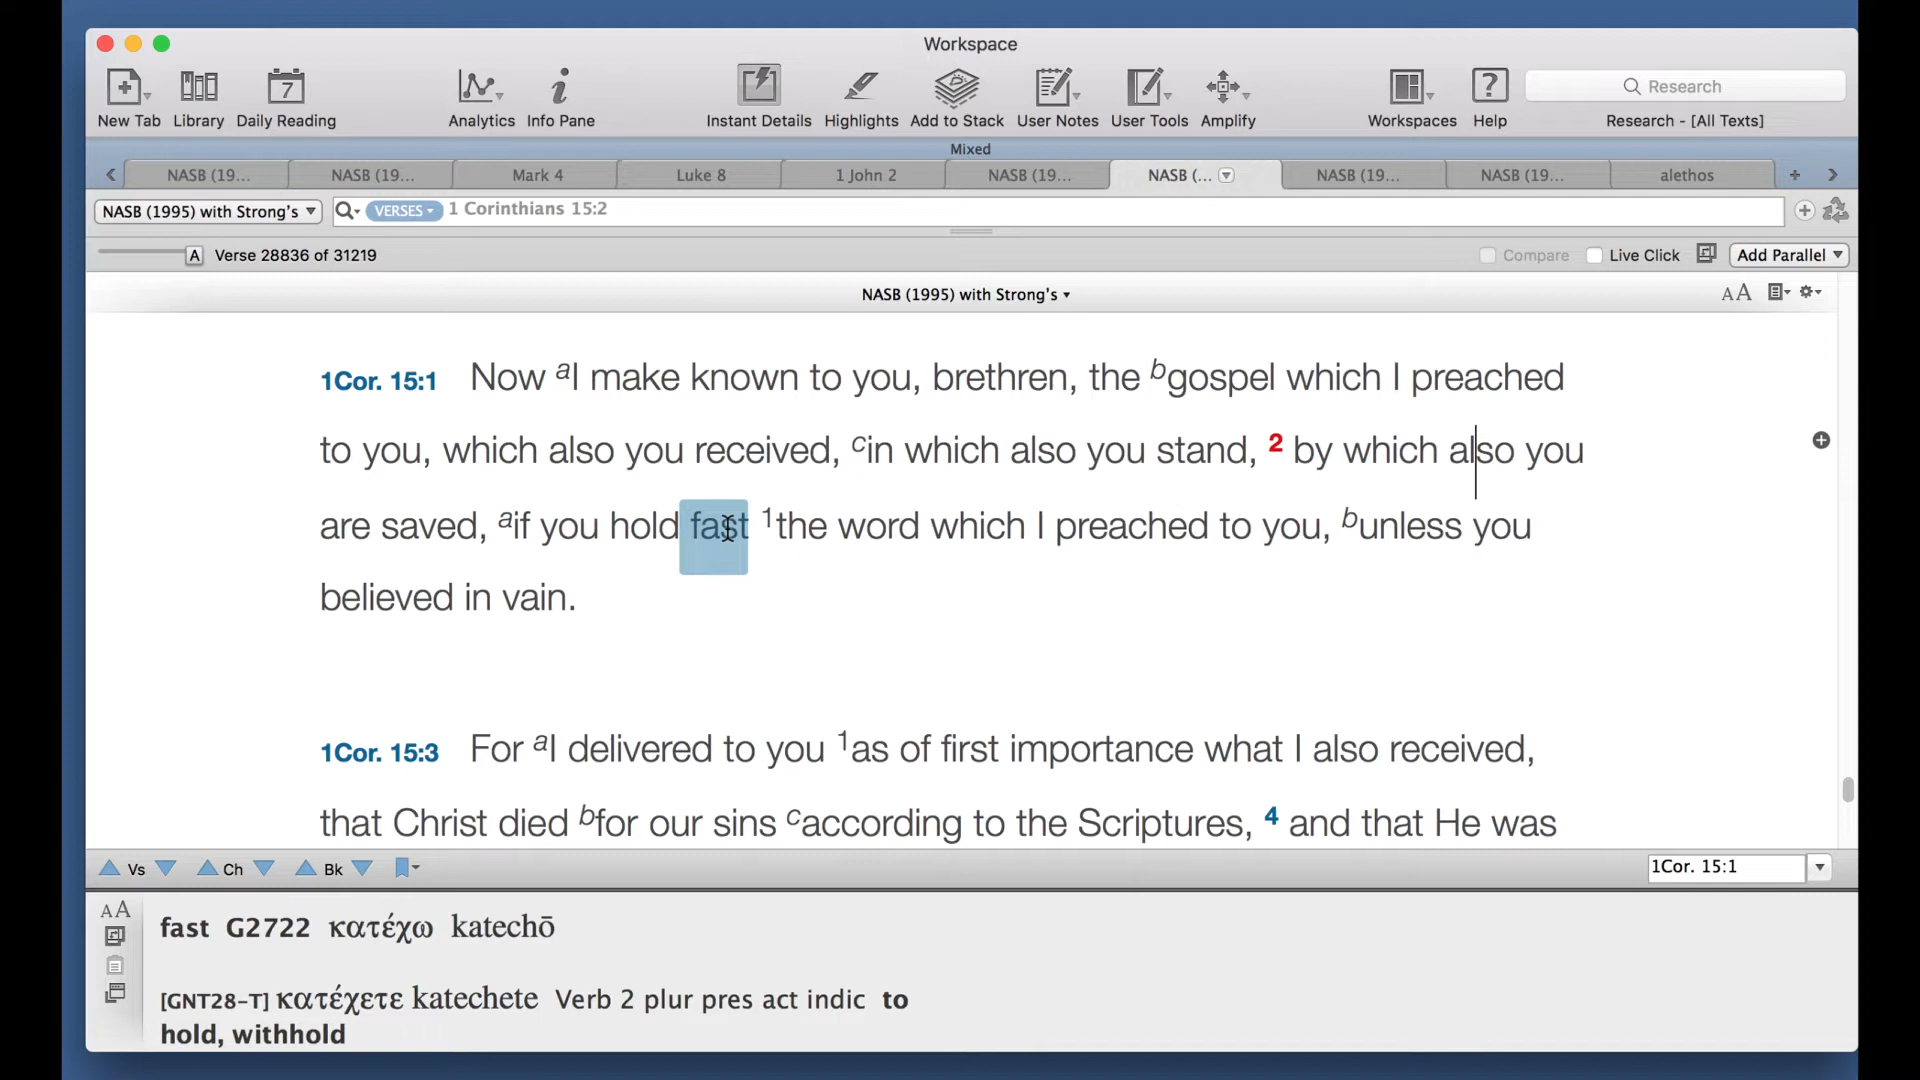 Workspace
New Tab Library Daily Reading Analytics Info Pane Instant Details Highlights Add to Stack User Notes User Tools Amplify Workspaces Help Research
Research - [All Texts]
Mixed
NASB (19... NASB (19... Mark 4 Luke 8 1 John 2 NASB (19... NASB (... NASB (19... NASB (19... alethos
NASB (1995) with Strong's VERSES 1 Corinthians 15:2
A Verse 28836 of 31219 Compare Live Click Add Parallel
NASB (1995) with Strong's AA
1Cor. 15:1 Now aI make known to you, brethren, the bgospel which I preached
to you, which also you received, cin which also you stand, 2 by which also you
are saved, aif you hold fast 1the word which I preached to you, bunless you
believed in vain.
1Cor. 15:3 For aI delivered to you 1as of first importance what I also received,
that Christ died bfor our sins caccording to the Scriptures, 4 and that He was
Vs Ch Bk 1Cor. 15:1
AA fast G2722 κατέχω katechō
[GNT28-T] κατέχετε katechete Verb 2 plur pres act indic to
hold, withhold